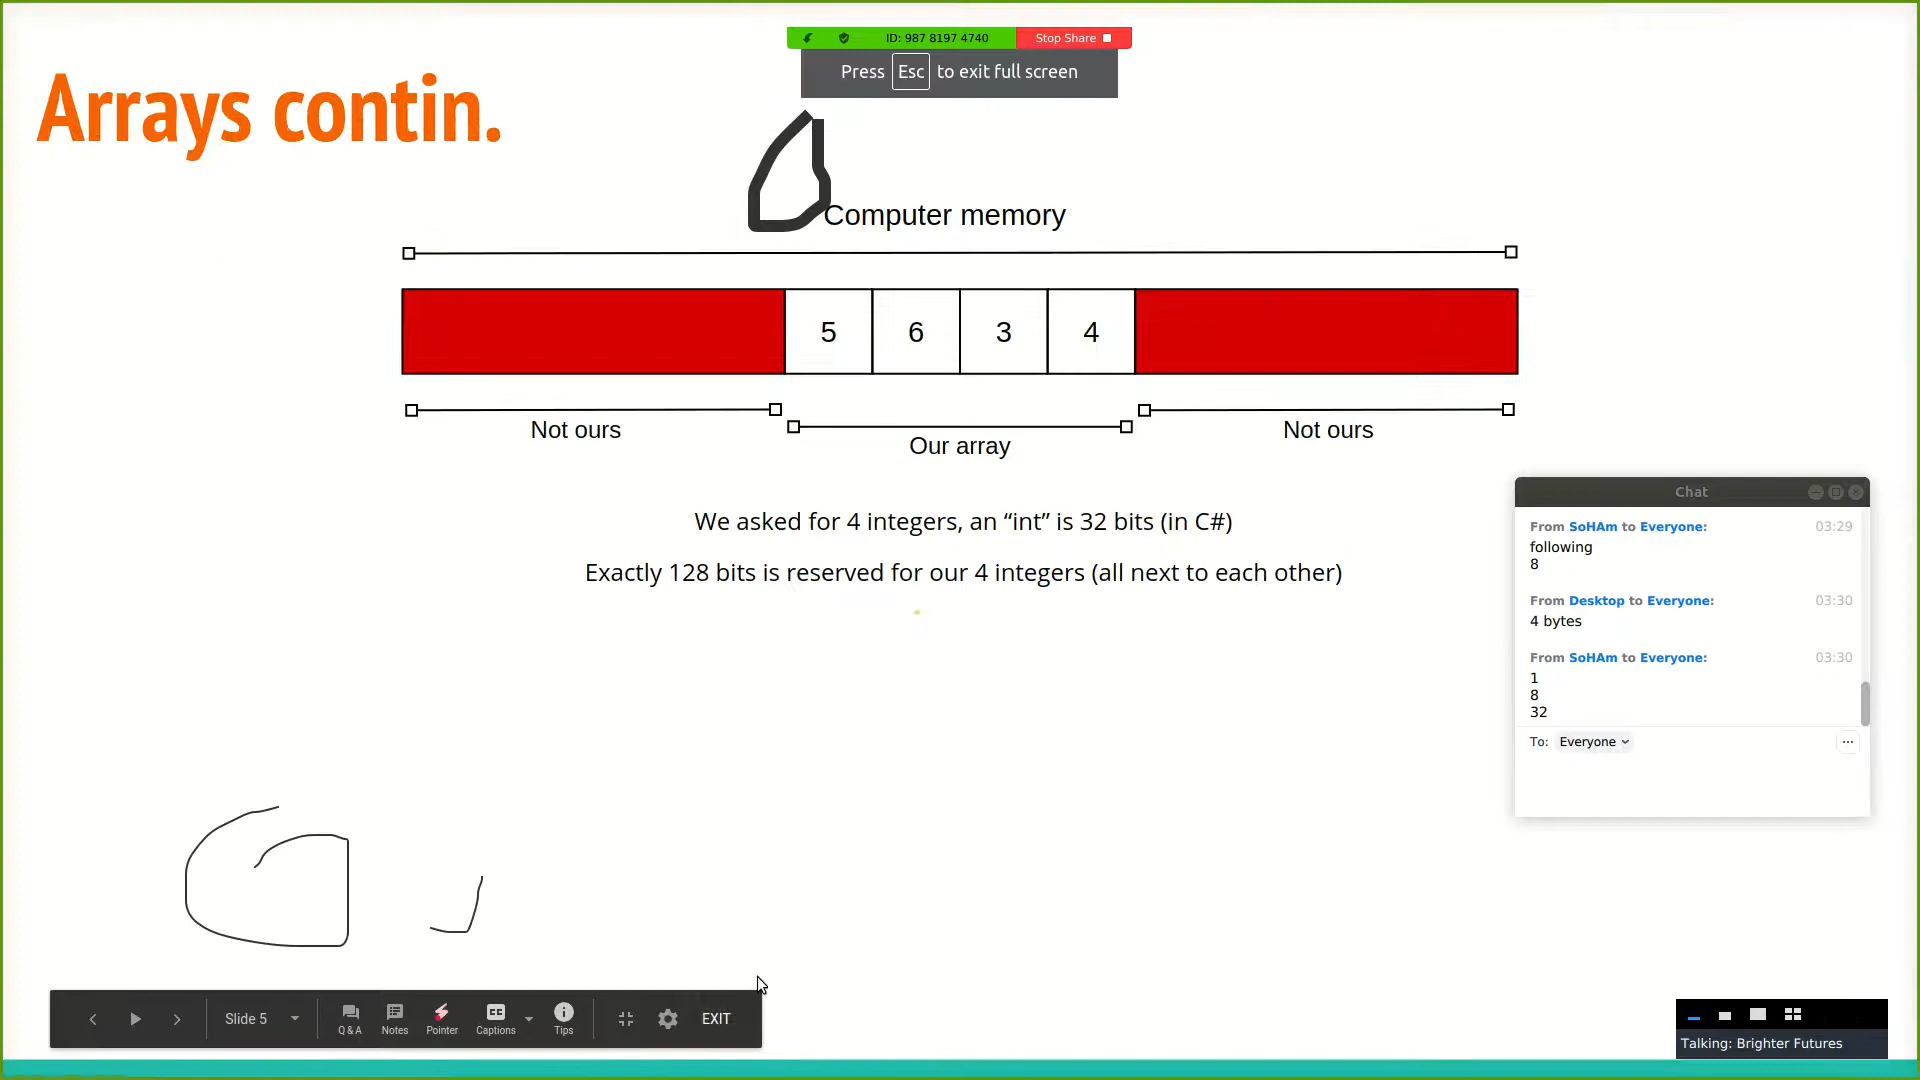 ID: 987 8197 4740 Stop Share
Press Esc to exit full screen
Arrays contin.
Computer memory
5 6 3 4
Not ours
Our array
Not ours
We asked for 4 integers, an “int” is 32 bits (in C#)
Exactly 128 bits is reserved for our 4 integers (all next to each other)
Chat
From SoHAm to Everyone: 03:29
following
8
From Desktop to Everyone: 03:30
4 bytes
From SoHAm to Everyone: 03:30
1
8
32
To: Everyone
Slide 5
Q & A Notes Pointer Captions Tips
EXIT
Talking: Brighter Futures